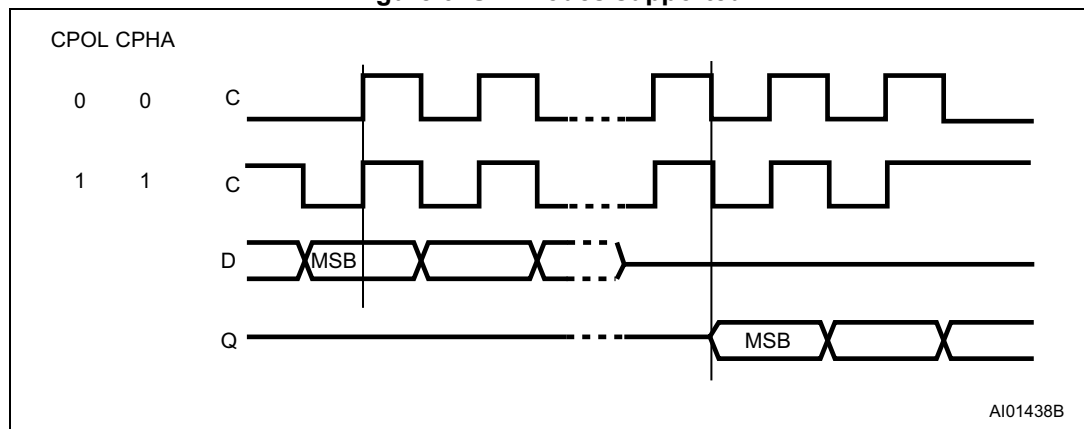 CPOL CPHA
0 0 C
1 1 C
D MSB
Q MSB
AI01438B